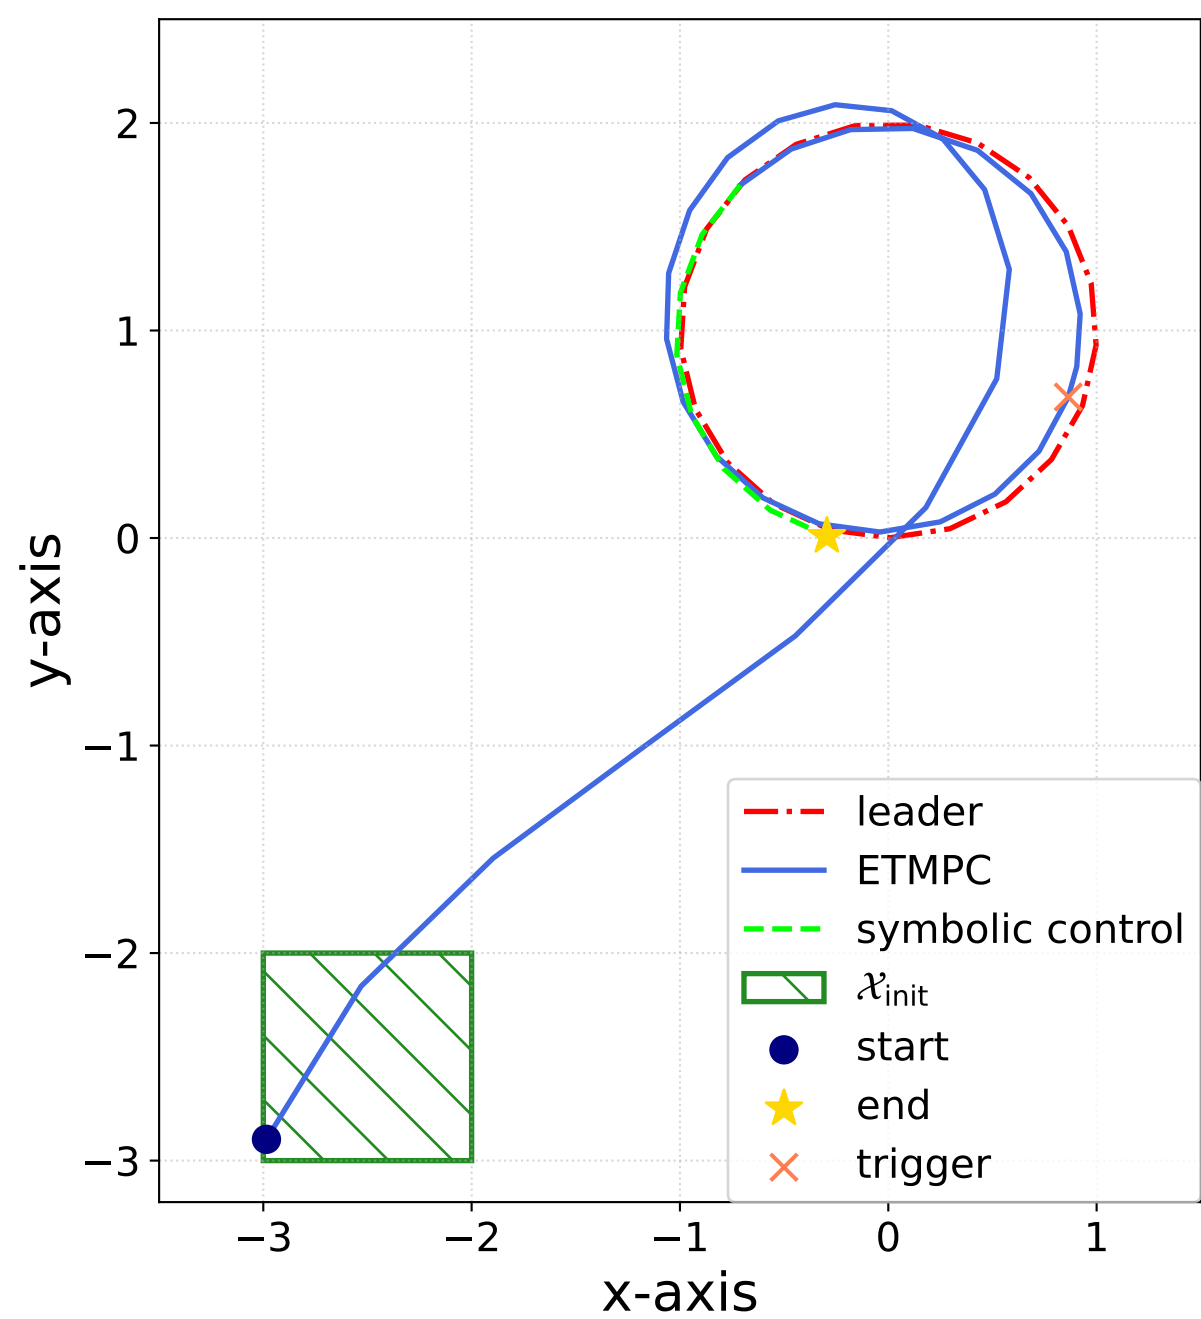 2
1
0
−1
−2
−3
y-axis
−3
−2
−1
0
1
x-axis
leader
ETMPC
symbolic control
𝒳init
start
end
trigger